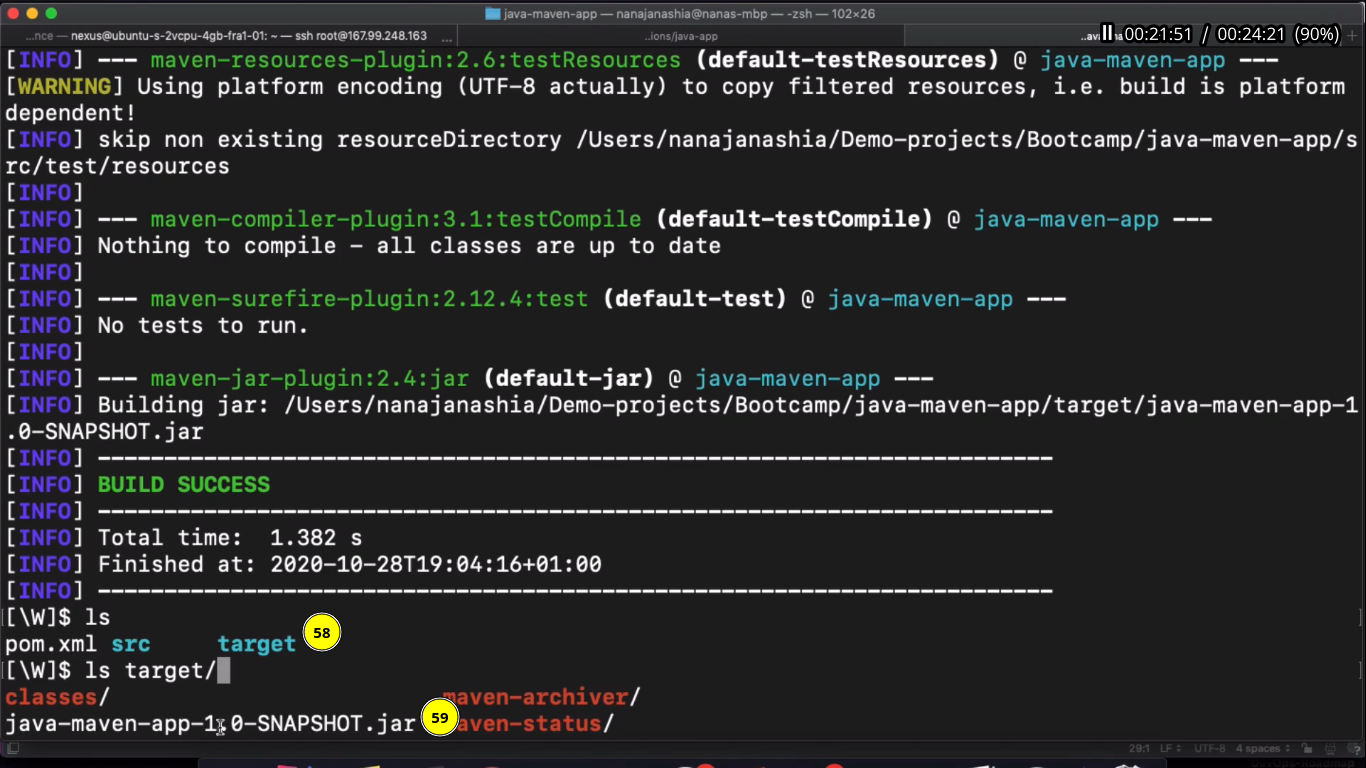 java-maven-app — nanajanashia@nanas-mbp — -zsh — 102×26
...nce — nexus@ubuntu-s-2vcpu-4gb-fra1-01: ~ — ssh root@167.99.248.163 ...
..ions/java-app
00:21:51 / 00:24:21 (90%)
[INFO] --- maven-resources-plugin:2.6:testResources (default-testResources) @ java-maven-app ---
[WARNING] Using platform encoding (UTF-8 actually) to copy filtered resources, i.e. build is platform
dependent!
[INFO] skip non existing resourceDirectory /Users/nanajanashia/Demo-projects/Bootcamp/java-maven-app/s
rc/test/resources
[INFO]
[INFO] --- maven-compiler-plugin:3.1:testCompile (default-testCompile) @ java-maven-app ---
[INFO] Nothing to compile - all classes are up to date
[INFO]
[INFO] --- maven-surefire-plugin:2.12.4:test (default-test) @ java-maven-app ---
[INFO] No tests to run.
[INFO]
[INFO] --- maven-jar-plugin:2.4:jar (default-jar) @ java-maven-app ---
[INFO] Building jar: /Users/nanajanashia/Demo-projects/Bootcamp/java-maven-app/target/java-maven-app-1
.0-SNAPSHOT.jar
[INFO] ------------------------------------------------------------------------
[INFO] BUILD SUCCESS
[INFO] ------------------------------------------------------------------------
[INFO] Total time:  1.382 s
[INFO] Finished at: 2020-10-28T19:04:16+01:00
[INFO] ------------------------------------------------------------------------
[\W]$ ls
pom.xml src target 58
[\W]$ ls target/
classes/ maven-archiver/
java-maven-app-1.0-SNAPSHOT.jar 59 maven-status/
29:1 LF UTF-8 4 spaces
DevOps-Roadmap